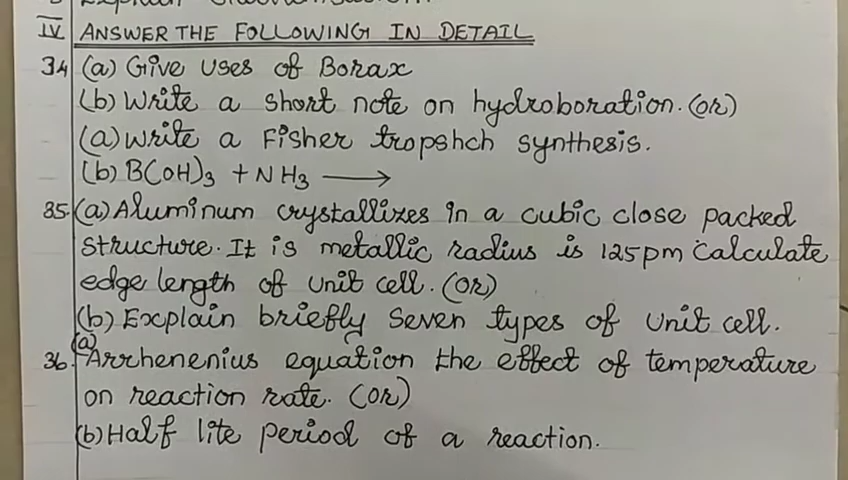 IV ANSWER THE FOLLOWING IN DETAIL
34 (a) Give uses of Borax
(b) Write a short note on hydroboration. (or)
(a) Write a Fisher tropshch synthesis.
(b) B(OH)3 + NH3 ⟶
35. (a) Aluminum crystallizes in a cubic close packed
structure. It is metallic radius is 125pm calculate
edge length of unit cell. (Or)
(b) Explain briefly seven types of unit cell.
36. (a) Arrhenenius equation the effect of temperature
on reaction rate. (Or)
(b) Half lite period of a reaction.